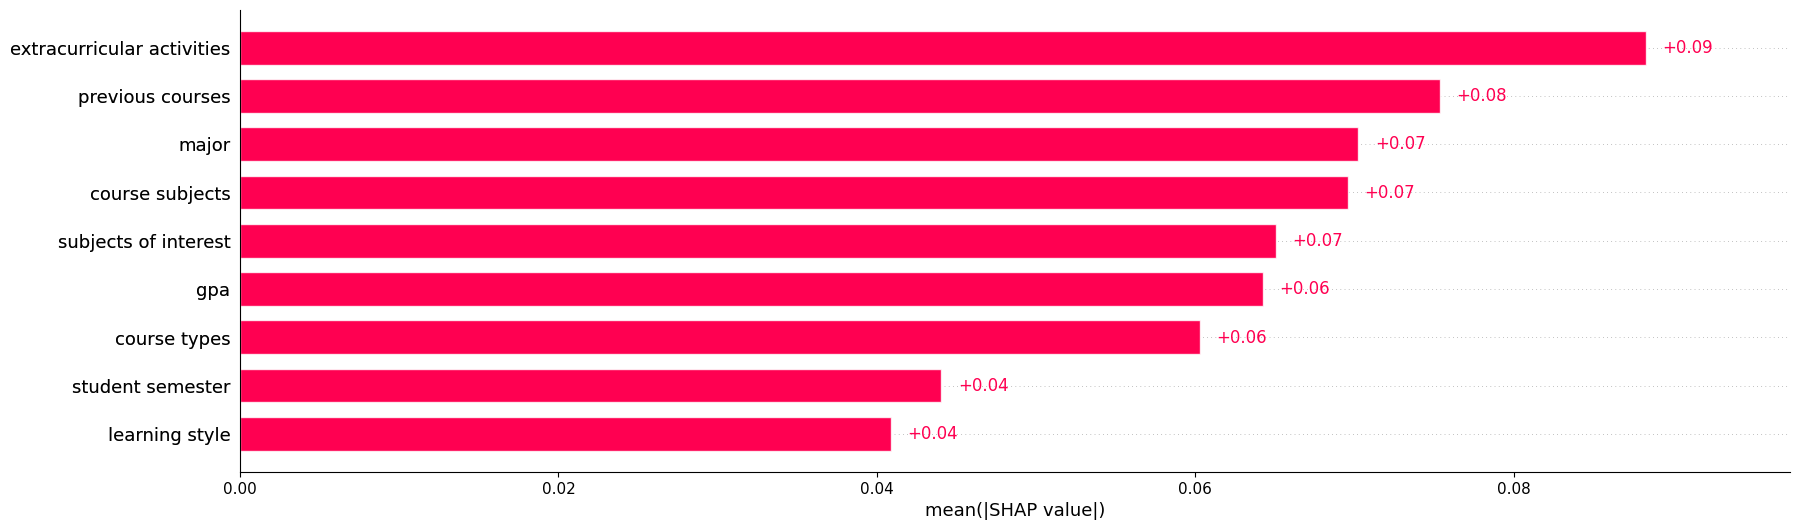 extracurricular activities +0.09
previous courses +0.08
major +0.07
course subjects +0.07
subjects of interest +0.07
gpa +0.06
course types +0.06
student semester +0.04
learning style +0.04
0.00 0.02 0.04 0.06 0.08
mean(|SHAP value|)